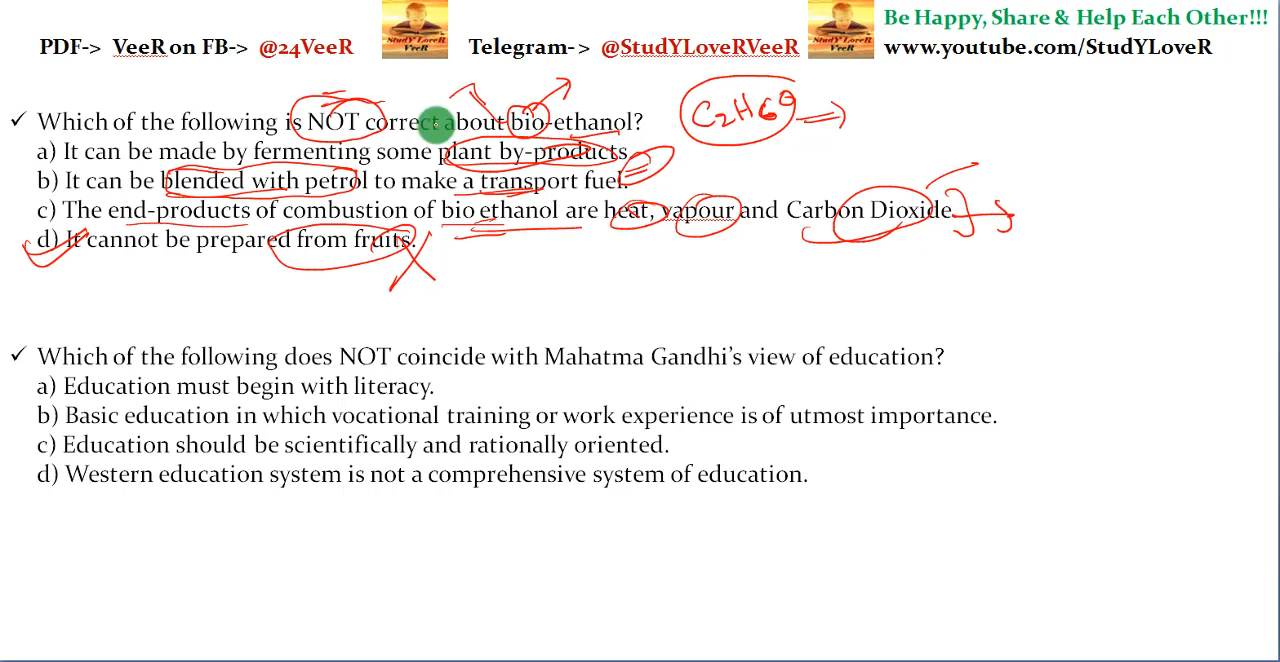 Be Happy, Share & Help Each Other!!!
PDF-> VeeR on FB-> @24VeeR Telegram-> @StudYLoveRVeeR www.youtube.com/StudYLoveR
StudY LoveR
VeeR
StudY LoveR
VeeR
✓ Which of the following is NOT correct about bio-ethanol? C2H6O
a) It can be made by fermenting some plant by-products.
b) It can be blended with petrol to make a transport fuel.
c) The end-products of combustion of bio ethanol are heat, vapour and Carbon Dioxide.
d) It cannot be prepared from fruits.
✓ Which of the following does NOT coincide with Mahatma Gandhi's view of education?
a) Education must begin with literacy.
b) Basic education in which vocational training or work experience is of utmost importance.
c) Education should be scientifically and rationally oriented.
d) Western education system is not a comprehensive system of education.